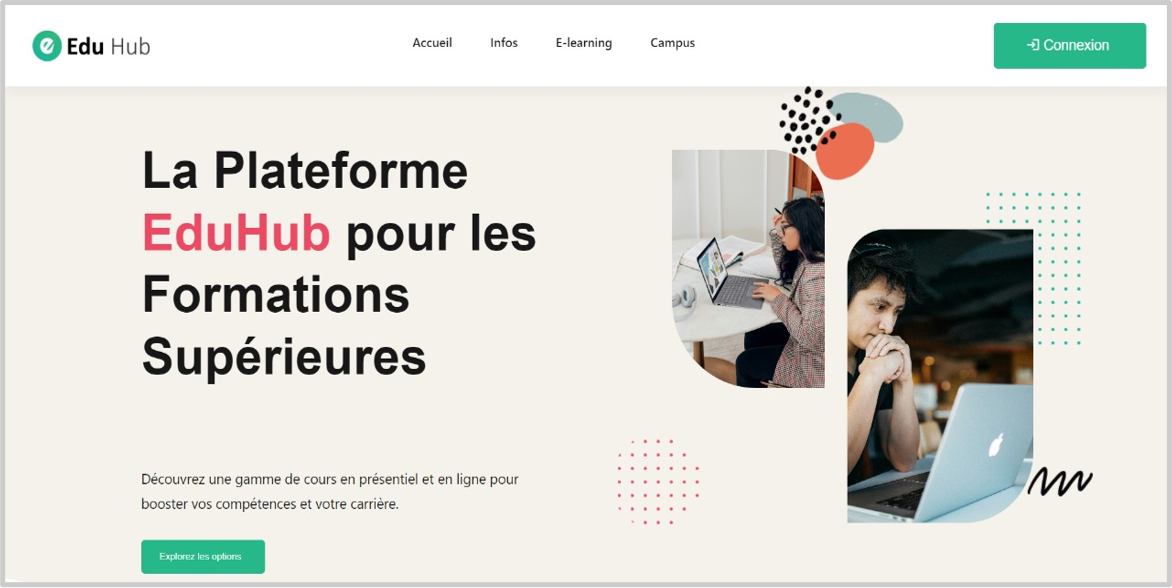 Edu Hub
Accueil Infos E-learning Campus
Connexion
La Plateforme
EduHub pour les
Formations
Supérieures
Découvrez une gamme de cours en présentiel et en ligne pour
booster vos compétences et votre carrière.
Explorez les options